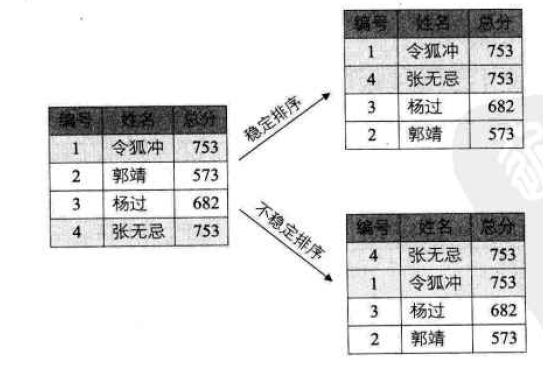 编号 姓名 总分
1 令狐冲 753
2 郭靖 573
3 杨过 682
4 张无忌 753
稳定排序
编号 姓名 总分
1 令狐冲 753
4 张无忌 753
3 杨过 682
2 郭靖 573
不稳定排序
编号 姓名 总分
4 张无忌 753
1 令狐冲 753
3 杨过 682
2 郭靖 573